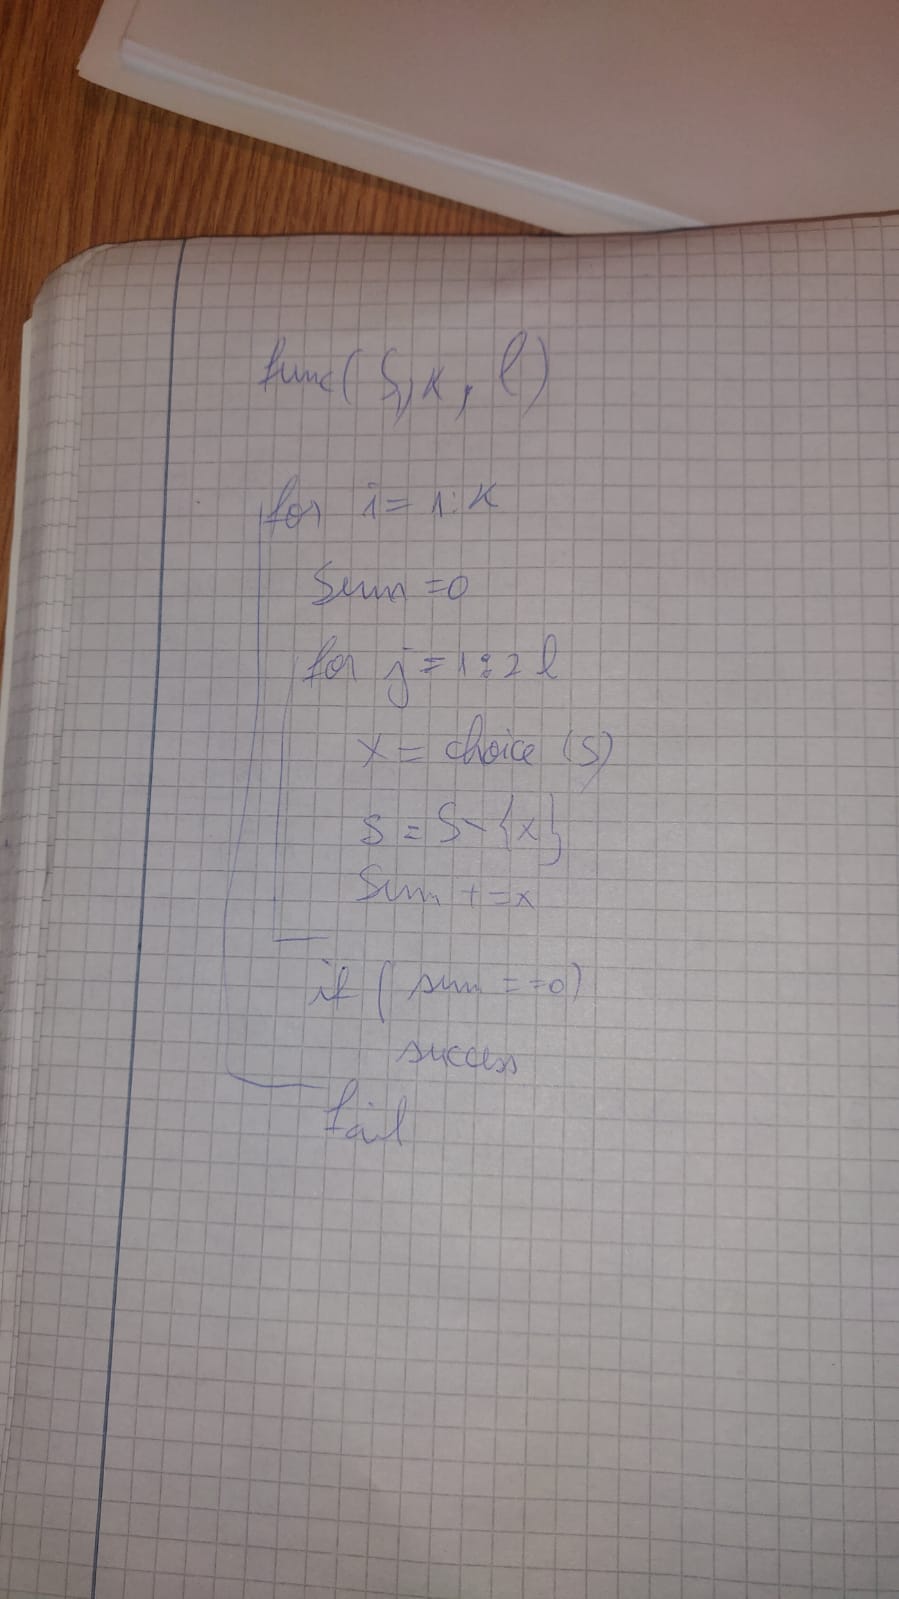 func(S, k, l)
for i = 1:k
Sum = 0
for j = 1:2l
x = choice (S)
S = S - {x}
Sum += x
if (sum == 0)
success
fail